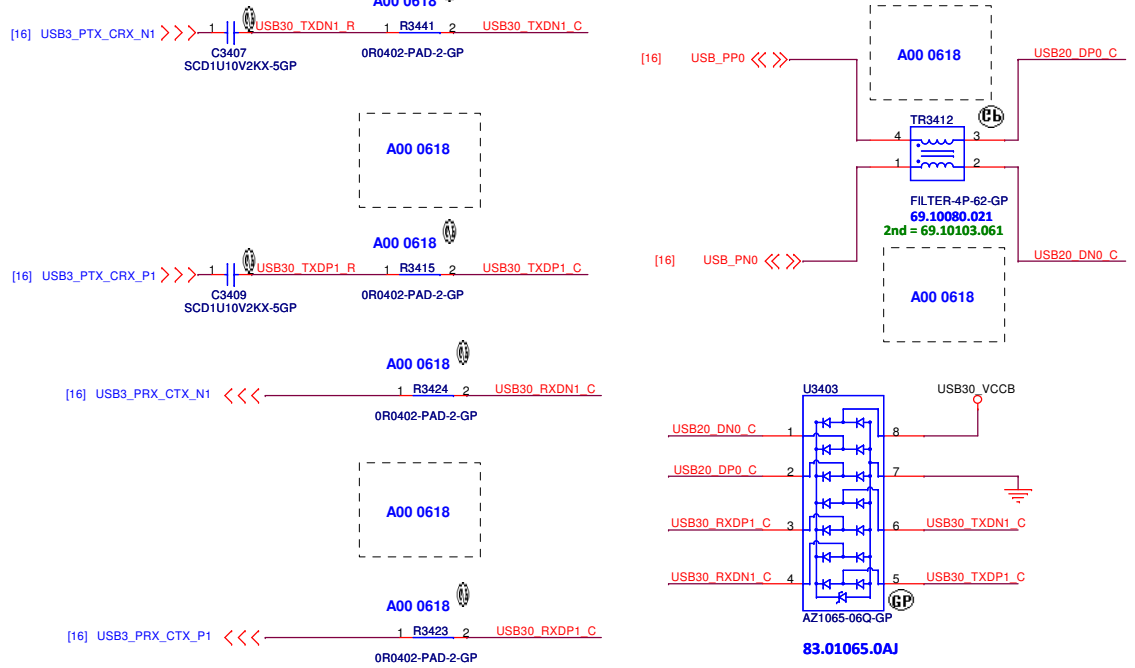 A00 0618
[16] USB3_PTX_CRX_N1 1 USB30_TXDN1_R 1 R3441 2 USB30_TXDN1_C
C3407
SCD1U10V2KX-5GP
0R0402-PAD-2-GP
A00 0618
A00 0618
[16] USB3_PTX_CRX_P1 1 USB30_TXDP1_R 1 R3415 2 USB30_TXDP1_C
C3409
SCD1U10V2KX-5GP
0R0402-PAD-2-GP
A00 0618
[16] USB3_PRX_CTX_N1 1 R3424 2 USB30_RXDN1_C
0R0402-PAD-2-GP
A00 0618
A00 0618
[16] USB3_PRX_CTX_P1 1 R3423 2 USB30_RXDP1_C
0R0402-PAD-2-GP
[16] USB_PP0
A00 0618
USB20_DP0_C
TR3412
4 3
1 2
FILTER-4P-62-GP
69.10080.021
2nd = 69.10103.061
[16] USB_PN0
USB20_DN0_C
A00 0618
U3403
USB30_VCCB
USB20_DN0_C 1 8
USB20_DP0_C 2 7
USB30_RXDP1_C 3 6 USB30_TXDN1_C
USB30_RXDN1_C 4 5 USB30_TXDP1_C
GP
AZ1065-06Q-GP
83.01065.0AJ